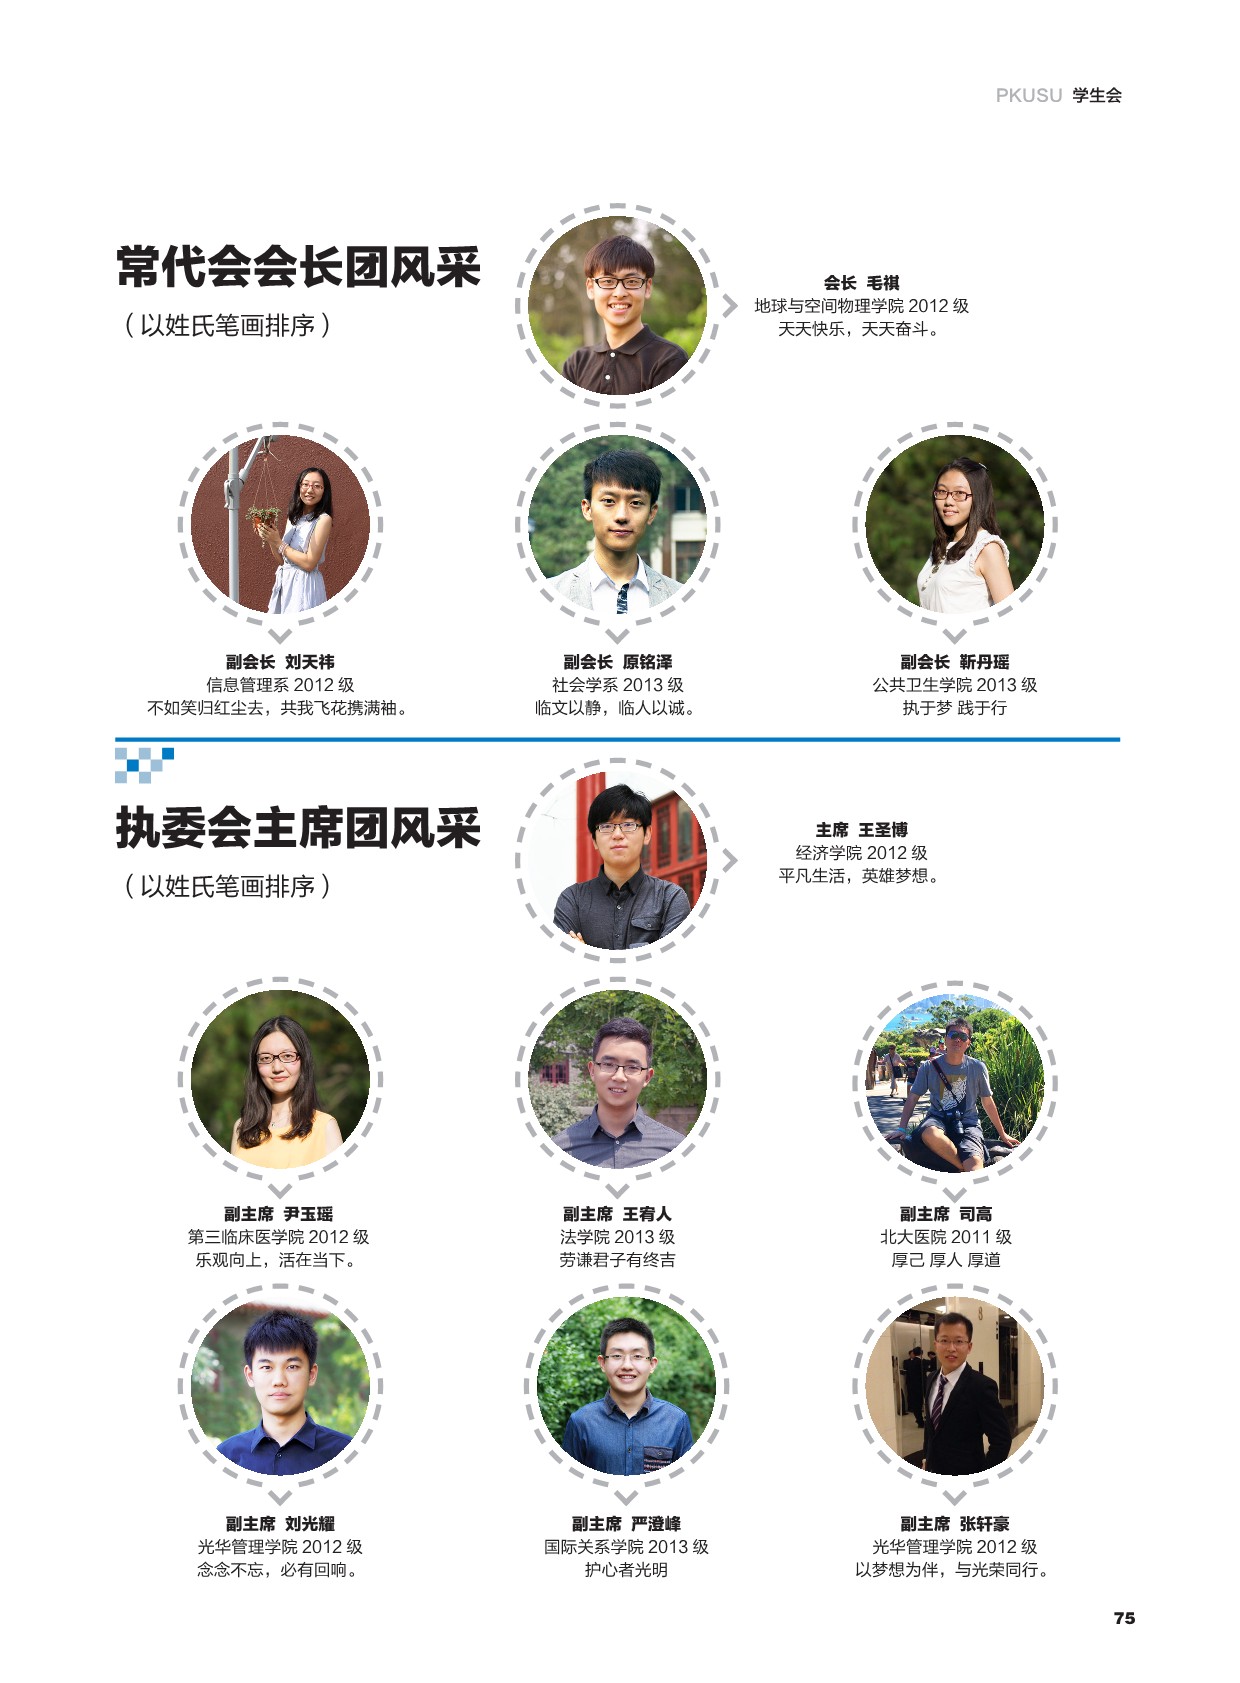 PKUSU 学生会
常代会会长团风采
（以姓氏笔画排序）
会长 毛祺
地球与空间物理学院 2012 级
天天快乐，天天奋斗。
副会长 刘天祎
信息管理系 2012 级
不如笑归红尘去，共我飞花携满袖。
副会长 原铭泽
社会学系 2013 级
临文以静，临人以诚。
副会长 靳丹瑶
公共卫生学院 2013 级
执于梦 践于行
执委会主席团风采
（以姓氏笔画排序）
主席 王圣博
经济学院 2012 级
平凡生活，英雄梦想。
副主席 尹玉瑶
第三临床医学院 2012 级
乐观向上，活在当下。
副主席 王宥人
法学院 2013 级
劳谦君子有终吉
副主席 司高
北大医院 2011 级
厚己 厚人 厚道
副主席 刘光耀
光华管理学院 2012 级
念念不忘，必有回响。
副主席 严澄峰
国际关系学院 2013 级
护心者光明
副主席 张轩豪
光华管理学院 2012 级
以梦想为伴，与光荣同行。
75